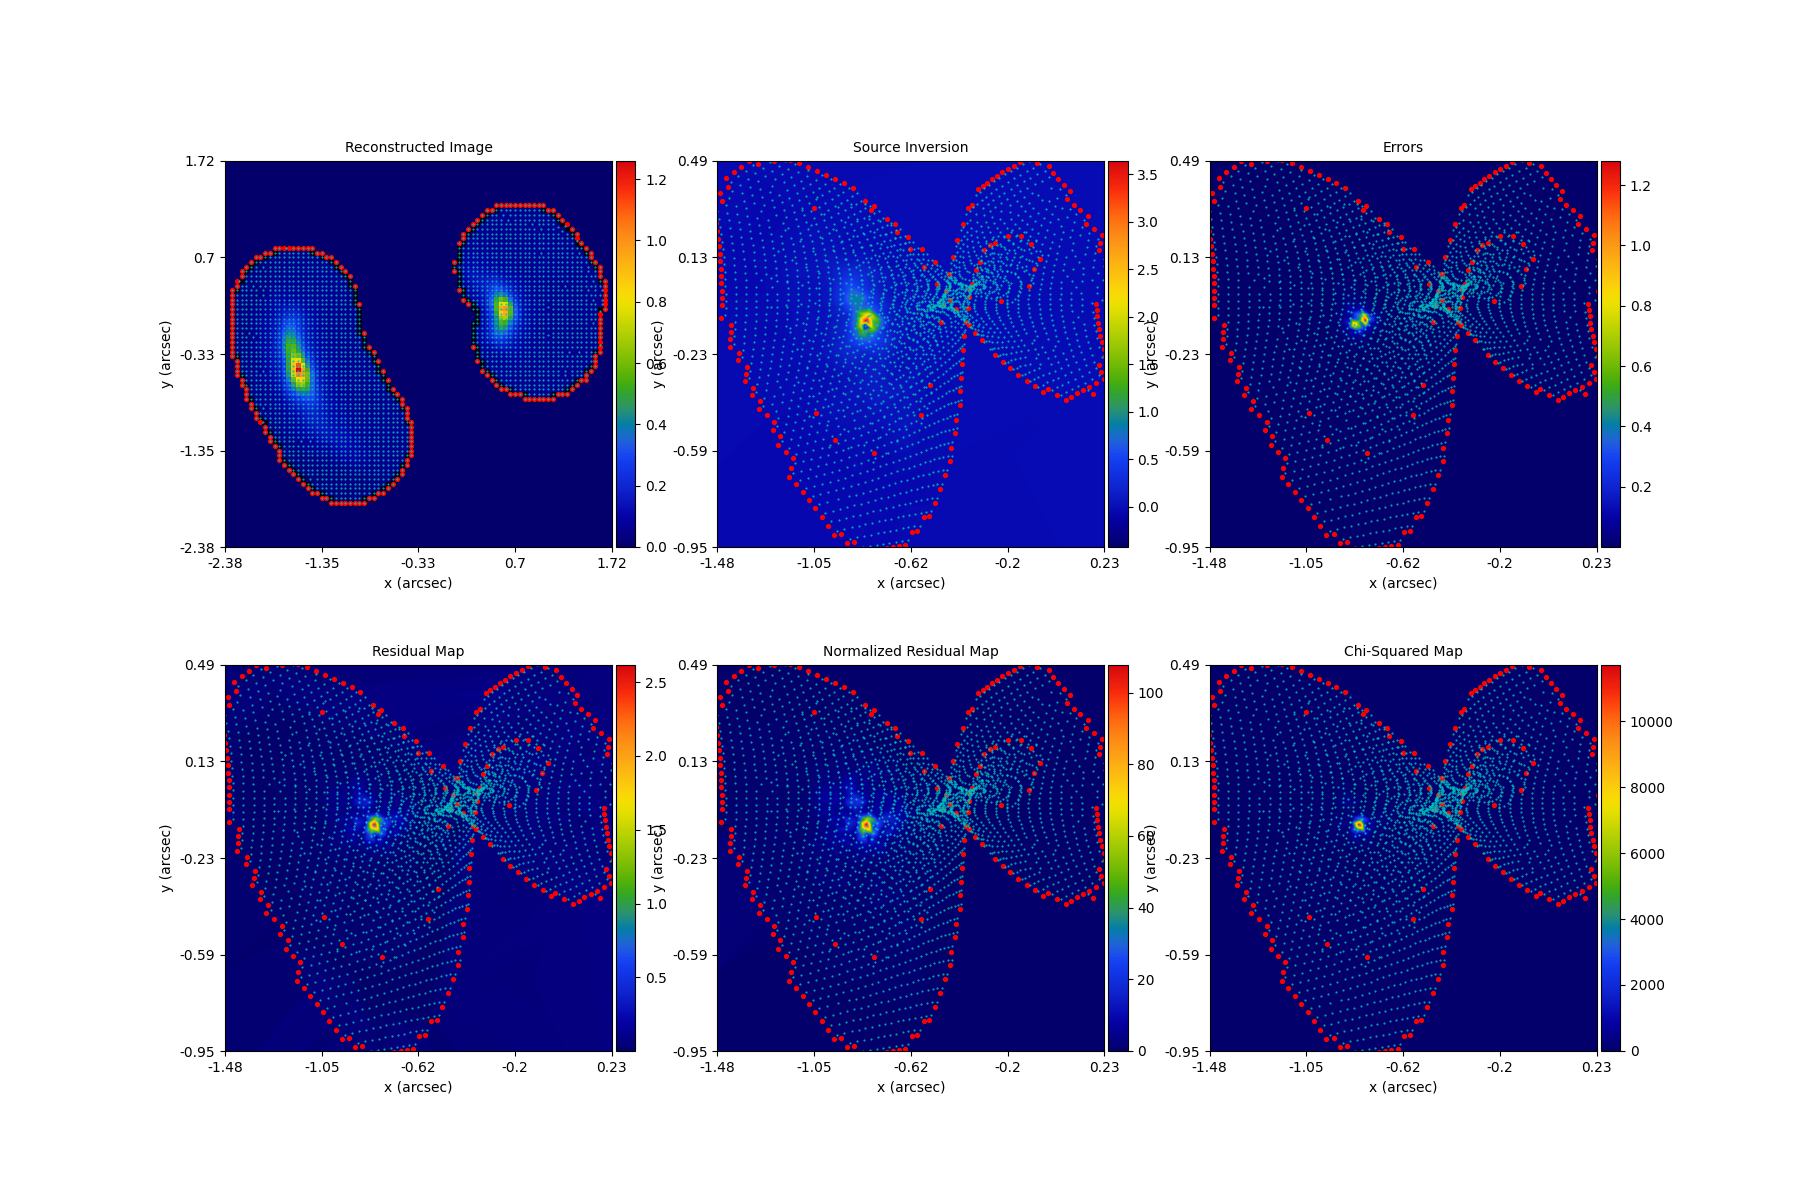 Reconstructed Image
1.72
0.7
-0.33
-1.35
-2.38
y (arcsec)
-2.38 -1.35 -0.33 0.7 1.72
x (arcsec)
1.2
1.0
0.8
0.6
0.4
0.2
0.0
Source Inversion
0.49
0.13
-0.23
-0.59
-0.95
y (arcsec)
-1.48 -1.05 -0.62 -0.2 0.23
x (arcsec)
3.5
3.0
2.5
2.0
1.5
1.0
0.5
0.0
Errors
0.49
0.13
-0.23
-0.59
-0.95
y (arcsec)
-1.48 -1.05 -0.62 -0.2 0.23
x (arcsec)
1.2
1.0
0.8
0.6
0.4
0.2
Residual Map
0.49
0.13
-0.23
-0.59
-0.95
y (arcsec)
-1.48 -1.05 -0.62 -0.2 0.23
x (arcsec)
2.5
2.0
1.5
1.0
0.5
Normalized Residual Map
0.49
0.13
-0.23
-0.59
-0.95
y (arcsec)
-1.48 -1.05 -0.62 -0.2 0.23
x (arcsec)
100
80
60
40
20
0
Chi-Squared Map
0.49
0.13
-0.23
-0.59
-0.95
y (arcsec)
-1.48 -1.05 -0.62 -0.2 0.23
x (arcsec)
10000
8000
6000
4000
2000
0